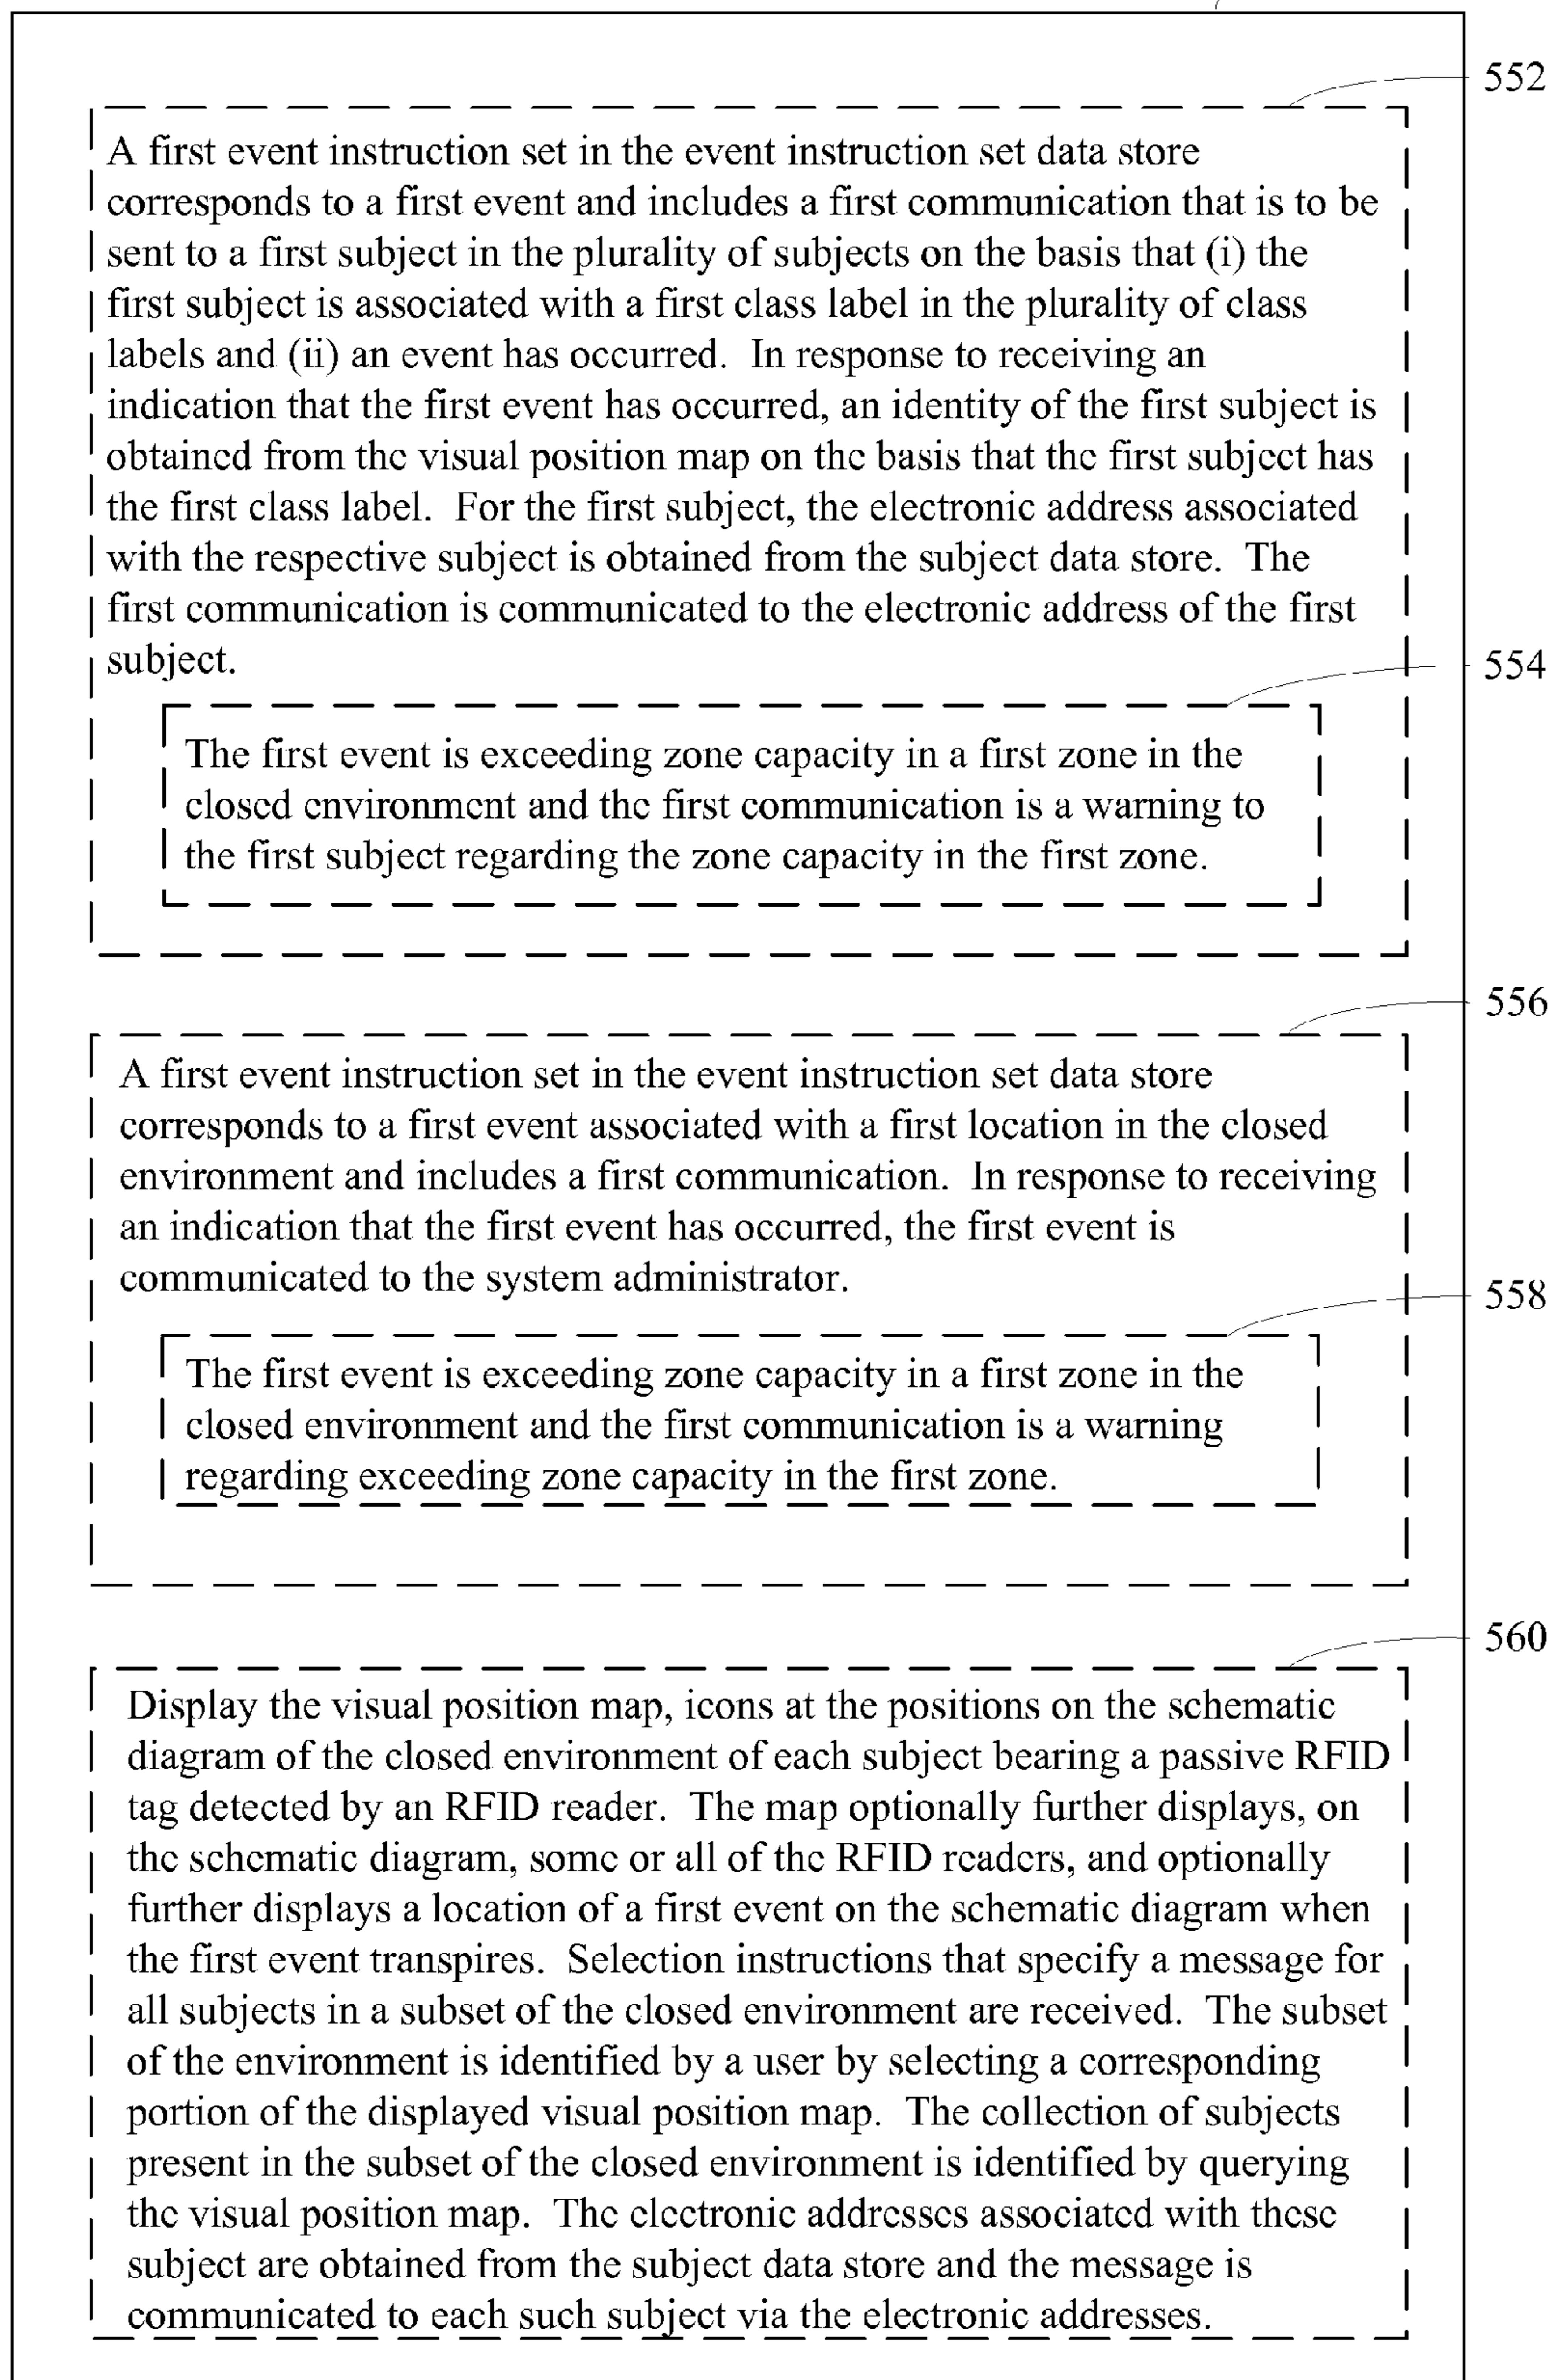 552
A first event instruction set in the event instruction set data store
corresponds to a first event and includes a first communication that is to be
sent to a first subject in the plurality of subjects on the basis that (i) the
first subject is associated with a first class label in the plurality of class
labels and (ii) an event has occurred.  In response to receiving an
indication that the first event has occurred, an identity of the first subject is
obtained from the visual position map on the basis that the first subject has
the first class label.  For the first subject, the electronic address associated
with the respective subject is obtained from the subject data store.  The
first communication is communicated to the electronic address of the first
subject.
554
The first event is exceeding zone capacity in a first zone in the
closed environment and the first communication is a warning to
the first subject regarding the zone capacity in the first zone.
556
A first event instruction set in the event instruction set data store
corresponds to a first event associated with a first location in the closed
environment and includes a first communication.  In response to receiving
an indication that the first event has occurred, the first event is
communicated to the system administrator.
558
The first event is exceeding zone capacity in a first zone in the
closed environment and the first communication is a warning
regarding exceeding zone capacity in the first zone.
560
Display the visual position map, icons at the positions on the schematic
diagram of the closed environment of each subject bearing a passive RFID
tag detected by an RFID reader.  The map optionally further displays, on
the schematic diagram, some or all of the RFID readers, and optionally
further displays a location of a first event on the schematic diagram when
the first event transpires.  Selection instructions that specify a message for
all subjects in a subset of the closed environment are received.  The subset
of the environment is identified by a user by selecting a corresponding
portion of the displayed visual position map.  The collection of subjects
present in the subset of the closed environment is identified by querying
the visual position map.  The electronic addresses associated with these
subject are obtained from the subject data store and the message is
communicated to each such subject via the electronic addresses.